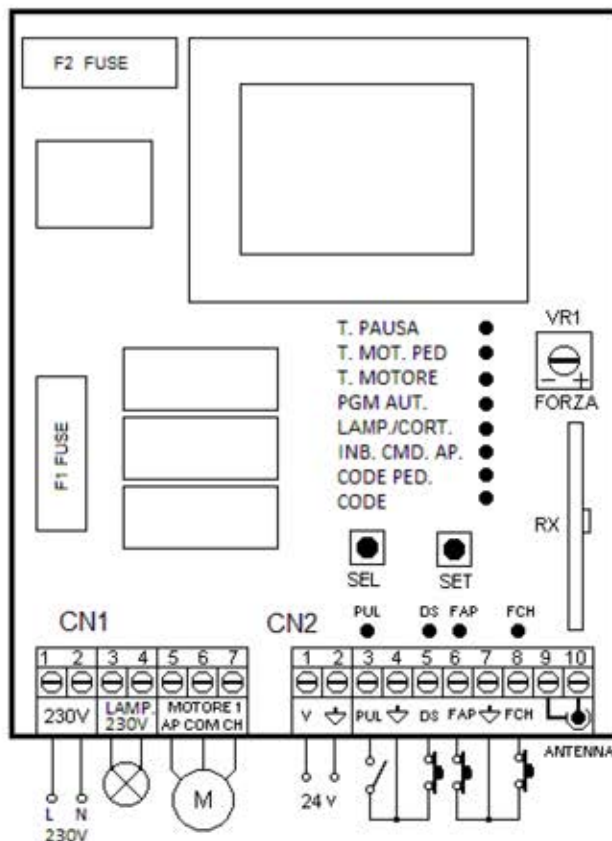 F2 FUSE
T. PAUSA
T. MOT. PED
T. MOTORE
PGM AUT.
LAMP./CORT.
INB. CMD. AP.
CODE PED.
CODE
VR1
- +
FORZA
F1 FUSE
RX
SEL
SET
CN1
CN2
PUL DS FAP FCH
1 2 3 4 5 6 7
1 2 3 4 5 6 7 8 9 10
230V
LAMP.
230V
MOTORE 1
AP COM CH
V PUL DS FAP FCH
ANTENNA
L N
230V
M
24 V